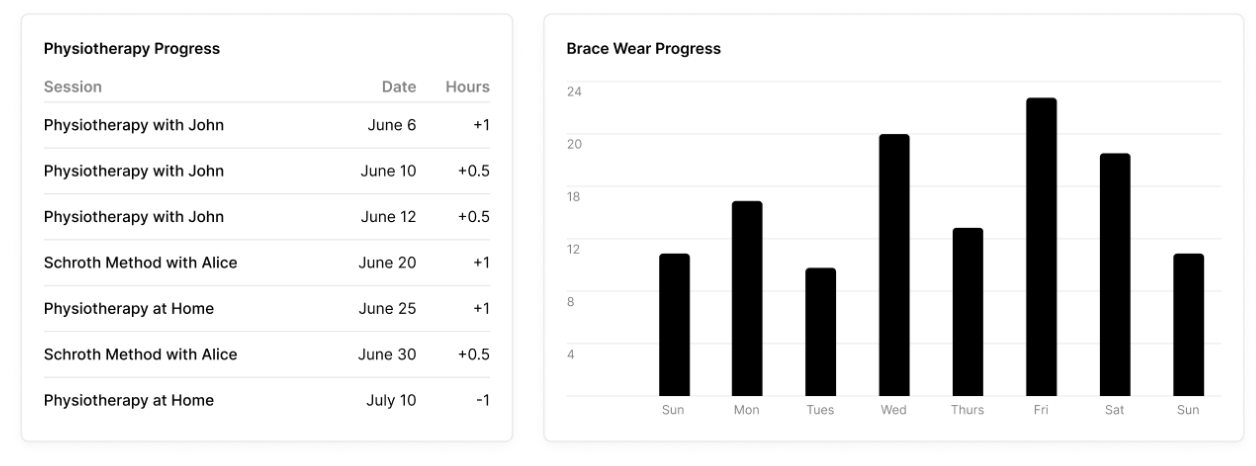 Physiotherapy Progress
Session Date Hours
Physiotherapy with John June 6 +1
Physiotherapy with John June 10 +0.5
Physiotherapy with John June 12 +0.5
Schroth Method with Alice June 20 +1
Physiotherapy at Home June 25 +1
Schroth Method with Alice June 30 +0.5
Physiotherapy at Home July 10 -1
Brace Wear Progress
24
20
18
12
8
4
Sun Mon Tues Wed Thurs Fri Sat Sun